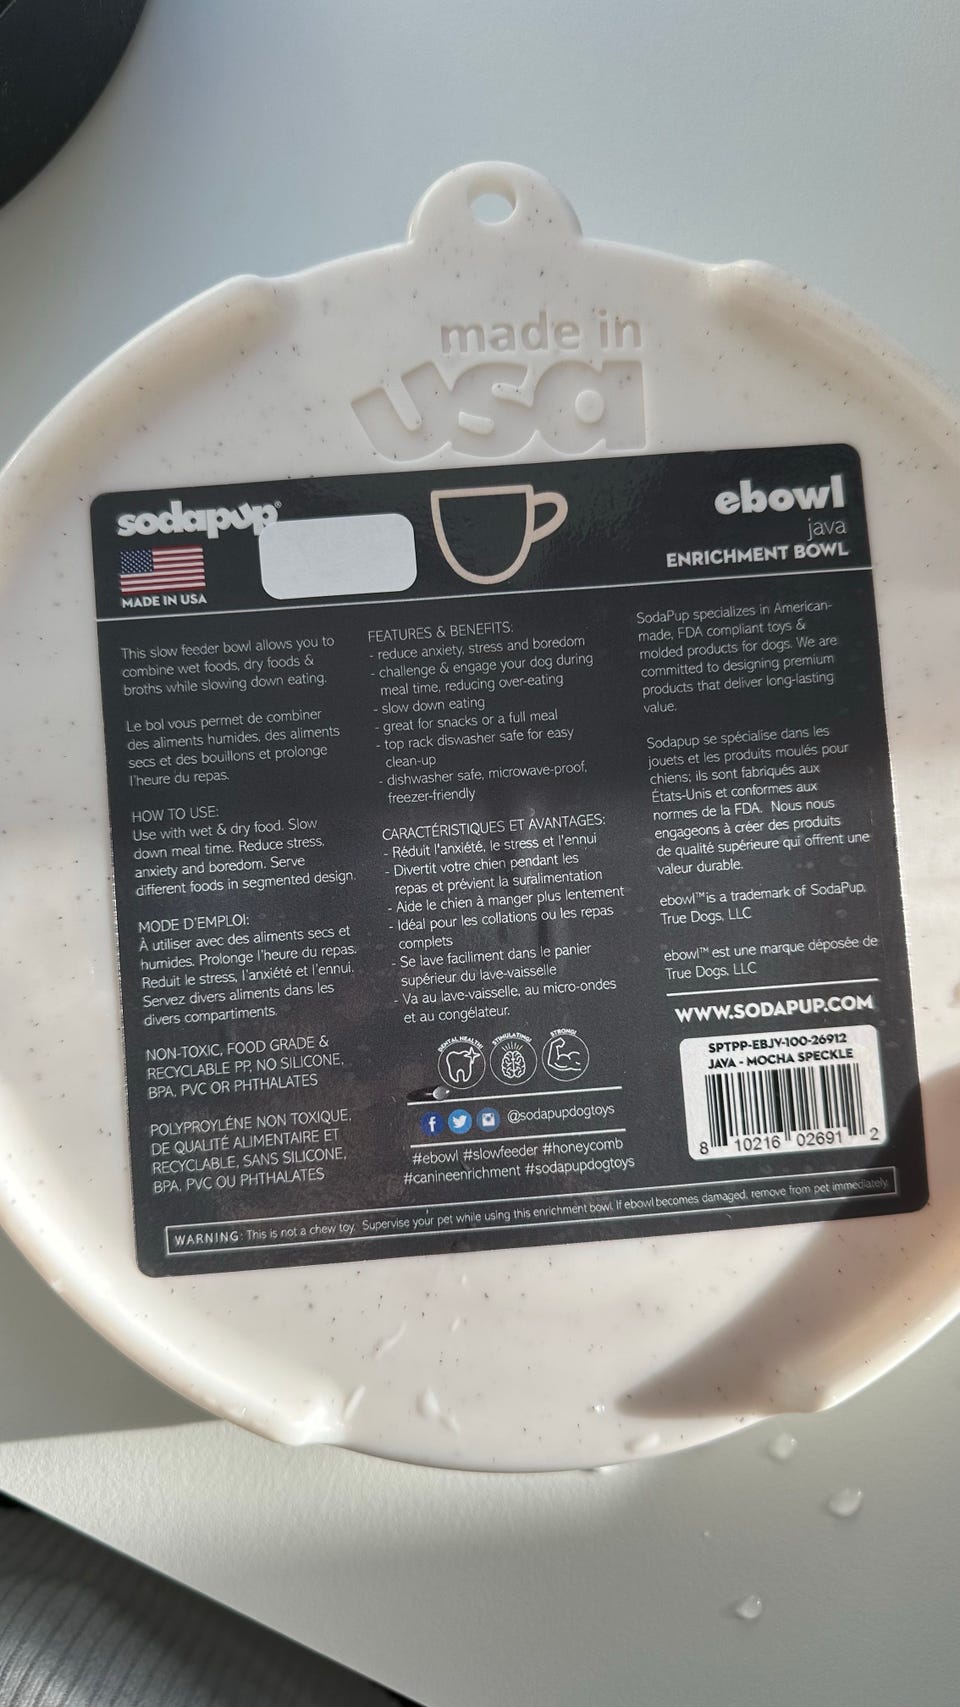 made in
usa
sodapup®
MADE IN USA
ebowl
java
ENRICHMENT BOWL
This slow feeder bowl allows you to
combine wet foods, dry foods &
broths while slowing down eating.
Le bol vous permet de combiner
des aliments humides, des aliments
secs et des bouillons et prolonge
l'heure du repas.
HOW TO USE:
Use with wet & dry food. Slow
down meal time. Reduce stress,
anxiety and boredom. Serve
different foods in segmented design.
MODE D'EMPLOI:
À utiliser avec des aliments secs et
humides. Prolonge l'heure du repas.
Reduit le stress, l'anxiété et l'ennui.
Servez divers aliments dans les
divers compartiments.
NON-TOXIC, FOOD GRADE &
RECYCLABLE PP, NO SILICONE,
BPA, PVC OR PHTHALATES
POLYPROYLÉNE NON TOXIQUE,
DE QUALITÉ ALIMENTAIRE ET
RECYCLABLE, SANS SILICONE,
BPA, PVC OU PHTHALATES
FEATURES & BENEFITS:
- reduce anxiety, stress and boredom
- challenge & engage your dog during
meal time, reducing over-eating
- slow down eating
- great for snacks or a full meal
- top rack diswasher safe for easy
clean-up
- dishwasher safe, microwave-proof,
freezer-friendly
CARACTÉRISTIQUES ET AVANTAGES:
- Réduit l'anxiété, le stress et l'ennui
- Divertit votre chien pendant les
repas et prévient la suralimentation
- Aide le chien à manger plus lentement
- Idéal pour les collations ou les repas
complets
- Se lave faciliment dans le panier
supérieur du lave-vaisselle
- Va au lave-vaisselle, au micro-ondes
et au congélateur.
DENTAL HEALTH!
STIMULATING!
STRONG!
@sodapupdogtoys
#ebowl #slowfeeder #honeycomb
#canineenrichment #sodapupdogtoys
SodaPup specializes in American-
made, FDA compliant toys &
molded products for dogs. We are
committed to designing premium
products that deliver long-lasting
value.
Sodapup se spécialise dans les
jouets et les produits moulés pour
chiens; ils sont fabriqués aux
États-Unis et conformes aux
normes de la FDA. Nous nous
engageons à créer des produits
de qualité supérieure qui offrent une
valeur durable.
ebowl™ is a trademark of SodaPup,
True Dogs, LLC
ebowl™ est une marque déposée de
True Dogs, LLC
WWW.SODAPUP.COM
SPTPP-EBJV-100-26912
JAVA - MOCHA SPECKLE
8 10216 02691 2
WARNING: This is not a chew toy. Supervise your pet while using this enrichment bowl. If ebowl becomes damaged, remove from pet immediately.